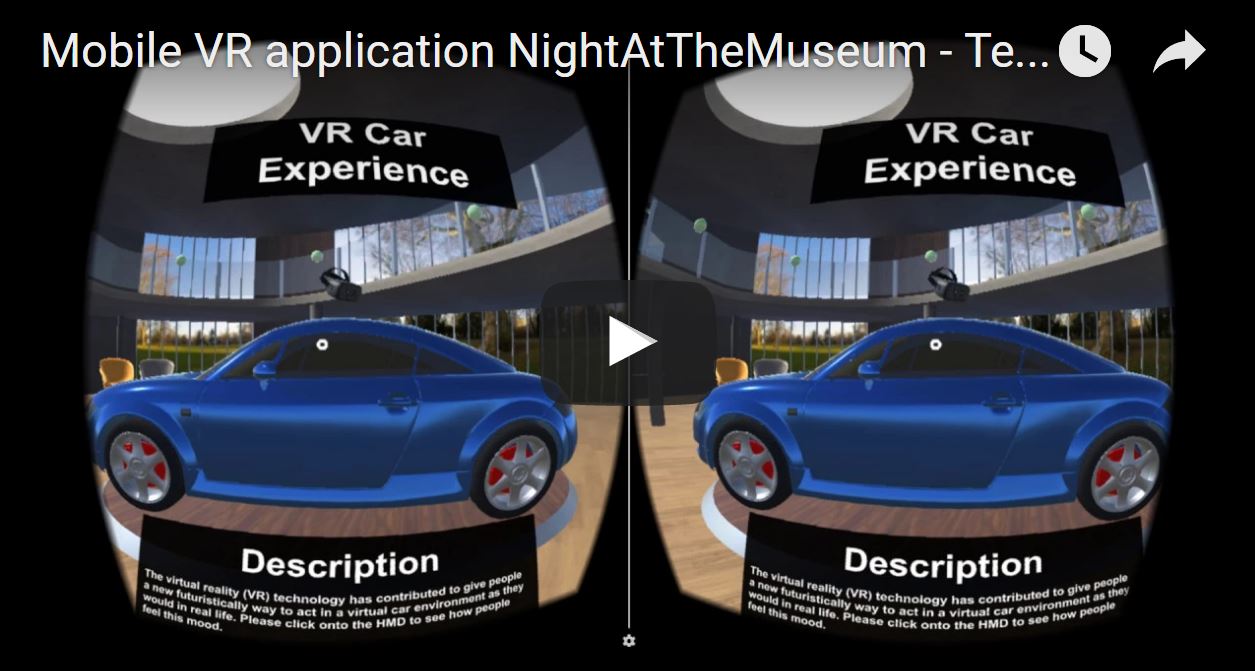 Mobile VR application NightAtTheMuseum - Te...
VR Car
Experience
VR Car
Experience
Description
The virtual reality (VR) technology has contributed to give people
a new futuristically way to act in a virtual car environment as they
would in real life. Please click onto the HMD to see how people
feel this mood.
Description
The virtual reality (VR) technology has contributed to give people
a new futuristically way to act in a virtual car environment as they
would in real life. Please click onto the HMD to see how people
feel this mood.